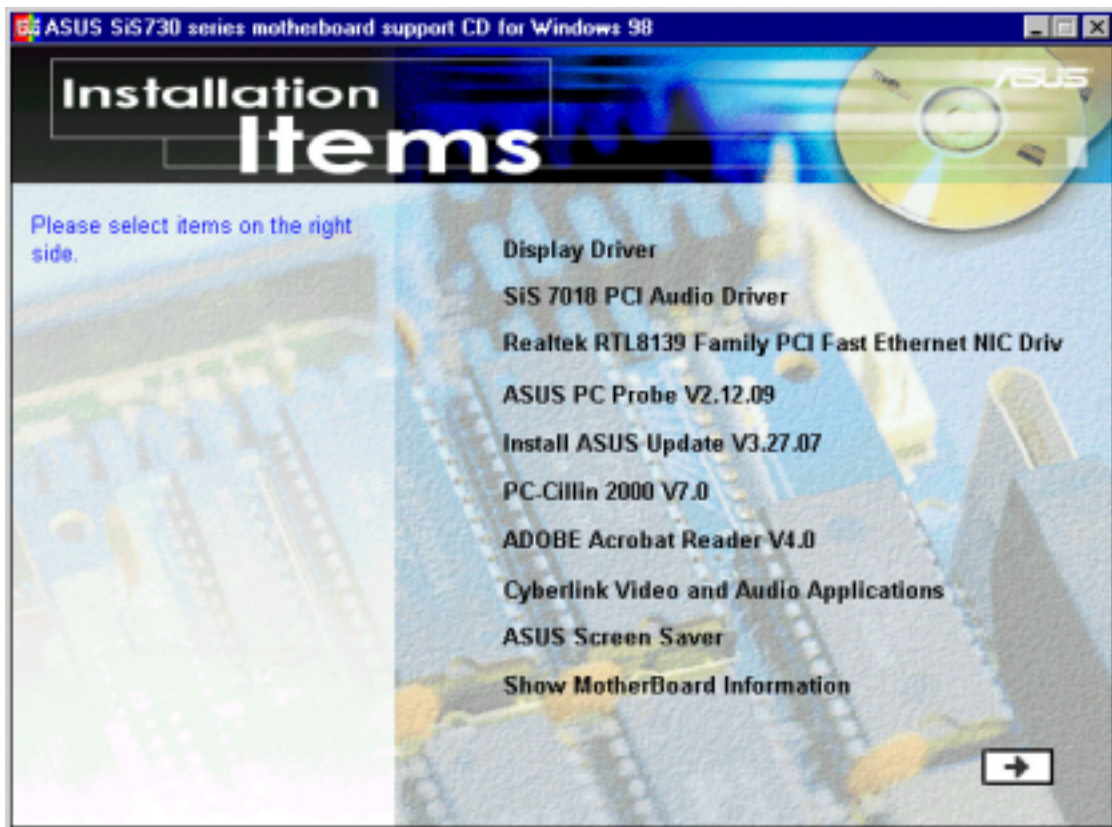 ASUS SiS730 series motherboard support CD for Windows 98
ASUS
Installation
Items
Please select items on the right
side.
Display Driver
SiS 7018 PCI Audio Driver
Realtek RTL8139 Family PCI Fast Ethernet NIC Driv
ASUS PC Probe V2.12.09
Install ASUS Update V3.27.07
PC-Cillin 2000 V7.0
ADOBE Acrobat Reader V4.0
Cyberlink Video and Audio Applications
ASUS Screen Saver
Show MotherBoard Information